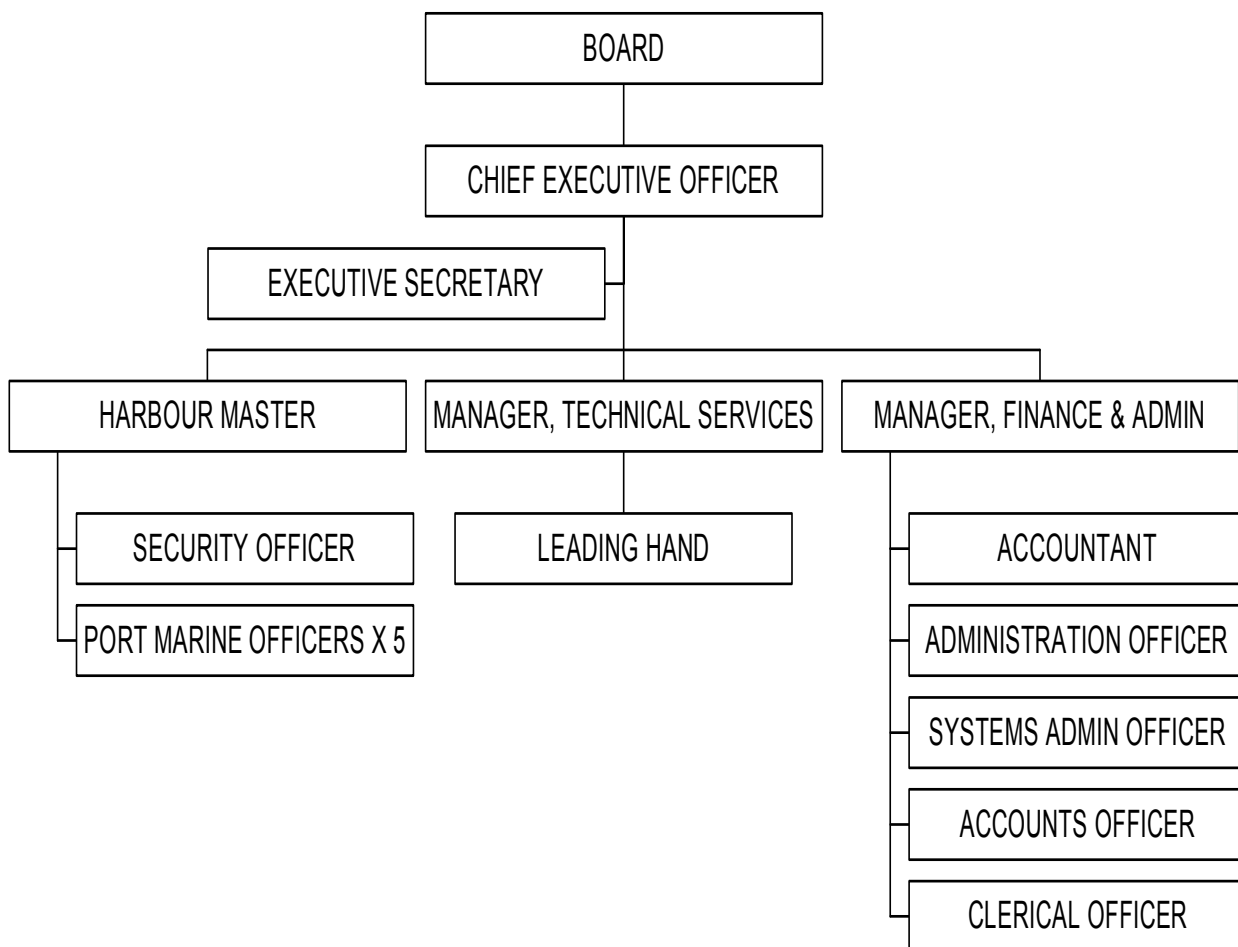 BOARD
CHIEF EXECUTIVE OFFICER
EXECUTIVE SECRETARY
HARBOUR MASTER
MANAGER, TECHNICAL SERVICES
MANAGER, FINANCE & ADMIN
SECURITY OFFICER
PORT MARINE OFFICERS X 5
LEADING HAND
ACCOUNTANT
ADMINISTRATION OFFICER
SYSTEMS ADMIN OFFICER
ACCOUNTS OFFICER
CLERICAL OFFICER